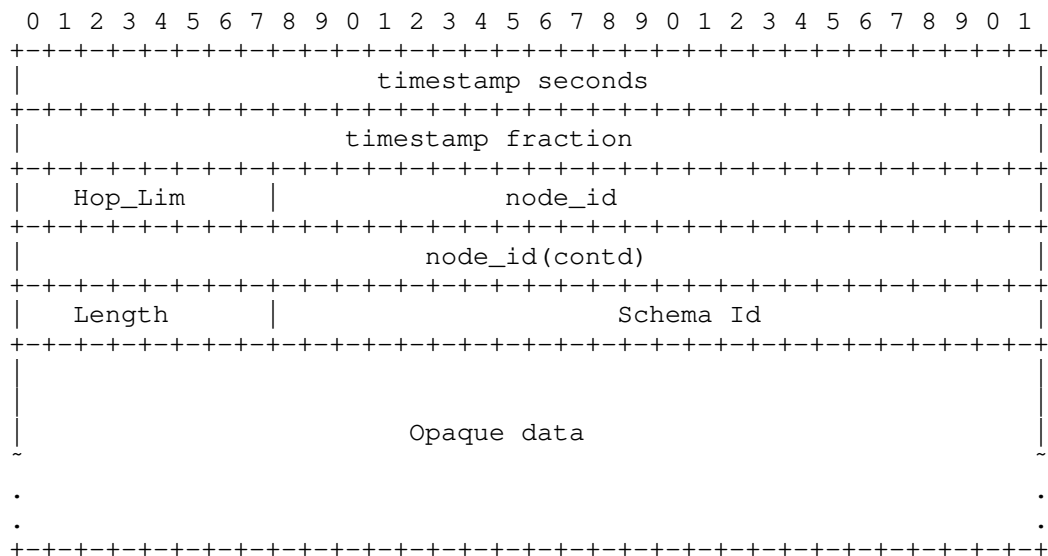 0 1 2 3 4 5 6 7 8 9 0 1 2 3 4 5 6 7 8 9 0 1 2 3 4 5 6 7 8 9 0 1
+-+-+-+-+-+-+-+-+-+-+-+-+-+-+-+-+-+-+-+-+-+-+-+-+-+-+-+-+-+-+-+-+
|                      timestamp seconds                        |
+-+-+-+-+-+-+-+-+-+-+-+-+-+-+-+-+-+-+-+-+-+-+-+-+-+-+-+-+-+-+-+-+
|                    timestamp fraction                         |
+-+-+-+-+-+-+-+-+-+-+-+-+-+-+-+-+-+-+-+-+-+-+-+-+-+-+-+-+-+-+-+-+
|   Hop_Lim     |              node_id                          |
+-+-+-+-+-+-+-+-+-+-+-+-+-+-+-+-+-+-+-+-+-+-+-+-+-+-+-+-+-+-+-+-+
|                         node_id(contd)                        |
+-+-+-+-+-+-+-+-+-+-+-+-+-+-+-+-+-+-+-+-+-+-+-+-+-+-+-+-+-+-+-+-+
|   Length      |                     Schema Id                 |
+-+-+-+-+-+-+-+-+-+-+-+-+-+-+-+-+-+-+-+-+-+-+-+-+-+-+-+-+-+-+-+-+
|                                                               |
|                                                               |
|                        Opaque data                            |
~                                                               ~
.                                                               .
.                                                               .
+-+-+-+-+-+-+-+-+-+-+-+-+-+-+-+-+-+-+-+-+-+-+-+-+-+-+-+-+-+-+-+-+